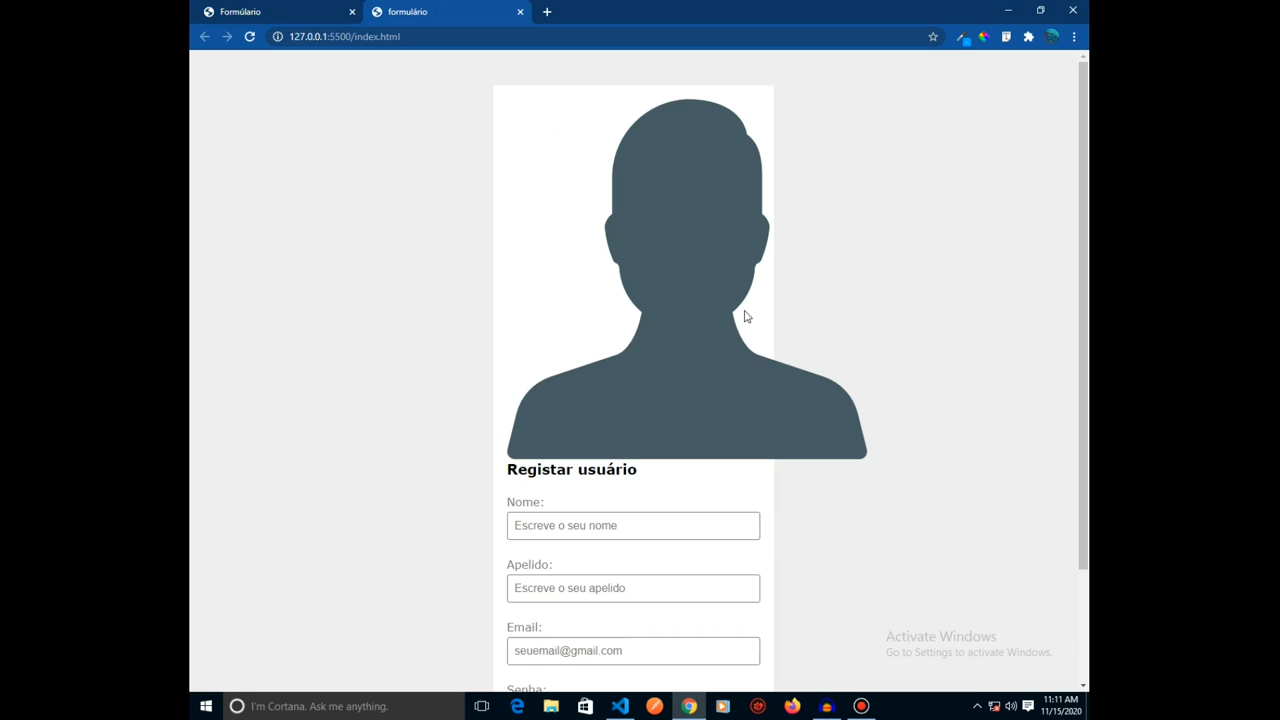 Formúlario
formulário
127.0.0.1:5500/index.html
Registar usuário
Nome:
Escreve o seu nome
Apelido:
Escreve o seu apelido
Email:
seuemail@gmail.com
Senha:
Activate Windows
Go to Settings to activate Windows.
I'm Cortana. Ask me anything.
11:11 AM
11/15/2020